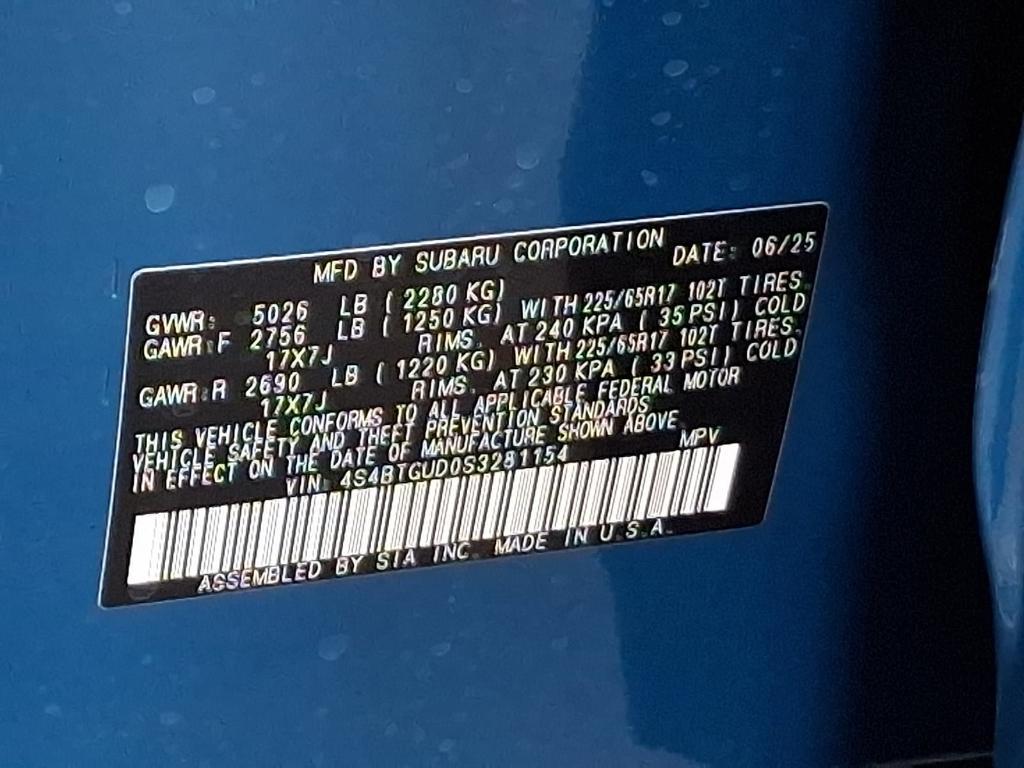 MFD BY SUBARU CORPORATION DATE: 06/25
GVWR: 5026 LB ( 2280 KG)
GAWR:F 2756 LB ( 1250 KG) WITH 225/65R17 102T TIRES,
17X7J RIMS. AT 240 KPA ( 35 PSI) COLD
GAWR:R 2690 LB ( 1220 KG) WITH 225/65R17 102T TIRES,
17X7J RIMS. AT 230 KPA ( 33 PSI) COLD
THIS VEHICLE CONFORMS TO ALL APPLICABLE FEDERAL MOTOR
VEHICLE SAFETY AND THEFT PREVENTION STANDARDS
IN EFFECT ON THE DATE OF MANUFACTURE SHOWN ABOVE.
VIN: 4S4BTGUD0S3281154 MPV
ASSEMBLED BY SIA INC. MADE IN U.S.A.